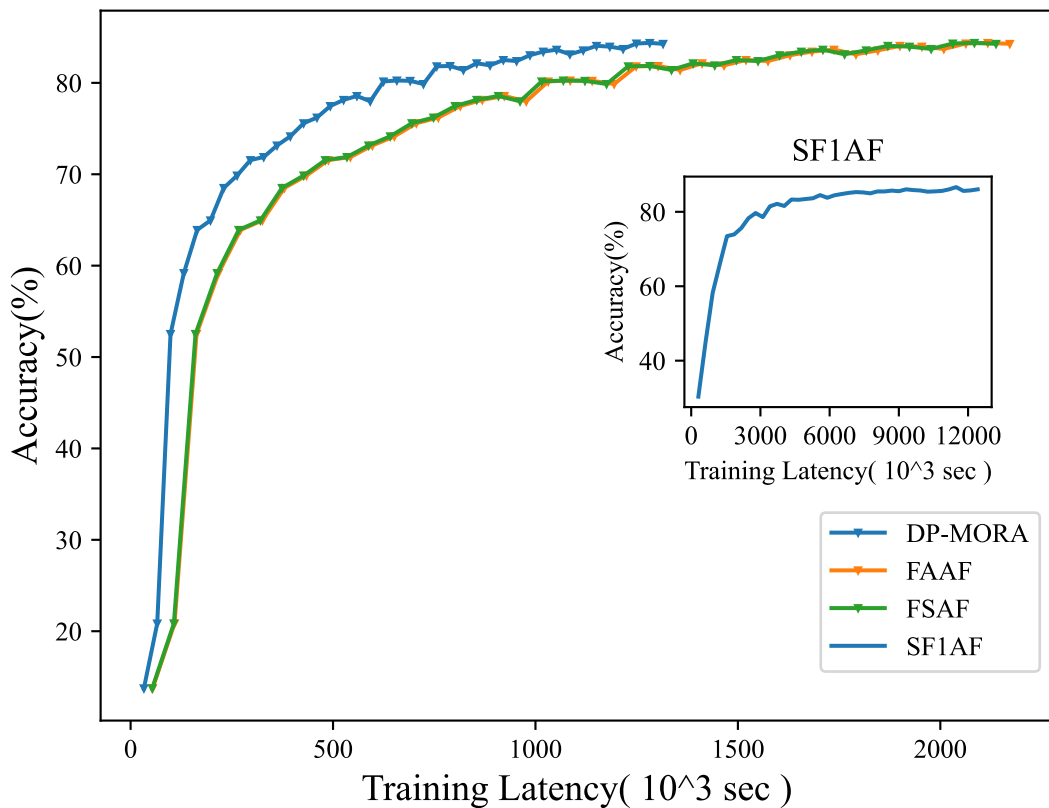 80
70
60
50
40
30
20
Accuracy(%)
0
500
1000
1500
2000
Training Latency( 10^3 sec )
SF1AF
80
60
40
Accuracy(%)
0
3000
6000
9000
12000
Training Latency( 10^3 sec )
DP-MORA
FAAF
FSAF
SF1AF